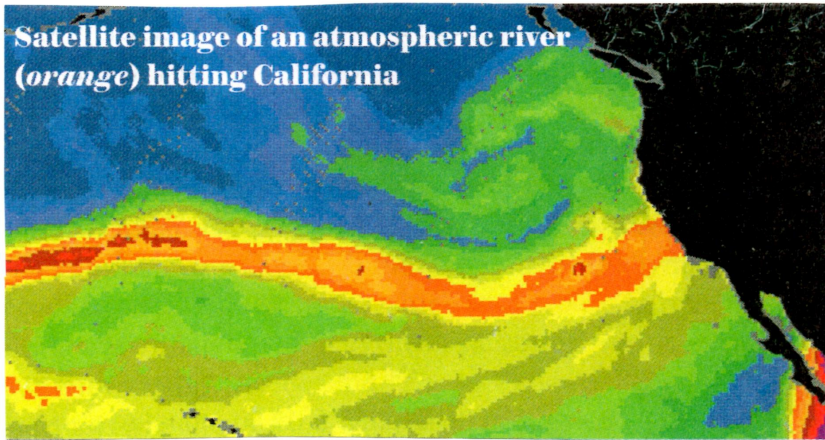 Satellite image of an atmospheric river
(orange) hitting California